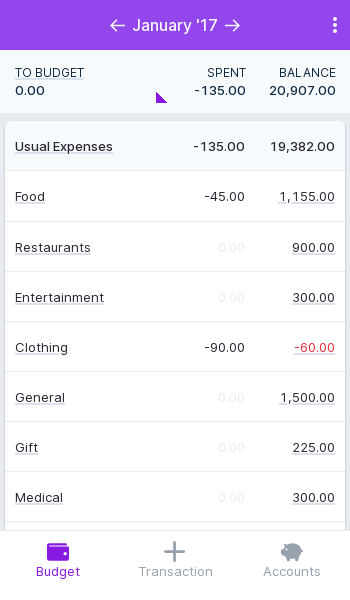 ← January '17 →
TO BUDGET SPENT BALANCE
0.00 -135.00 20,907.00
Usual Expenses -135.00 19,382.00
Food -45.00 1,155.00
Restaurants 0.00 900.00
Entertainment 0.00 300.00
Clothing -90.00 -60.00
General 0.00 1,500.00
Gift 0.00 225.00
Medical 0.00 300.00
Budget Transaction Accounts